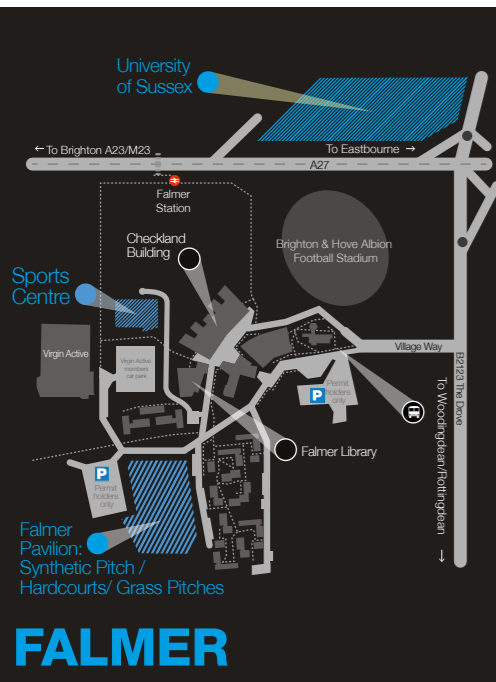 University
of Sussex
←To Brighton A23/M23
To Eastbourne →
A27
Falmer
Station
Checkland
Building
Brighton & Hove Albion
Football Stadium
Sports
Centre
Virgin Active
Virgin Active
members
car park
Village Way
B2123 The Drove
P
Permit
holders
only
To Woodingdean/Rottingdean →
Falmer Library
P
Permit
holders
only
Falmer
Pavilion:
Synthetic Pitch /
Hardcourts/ Grass Pitches
FALMER